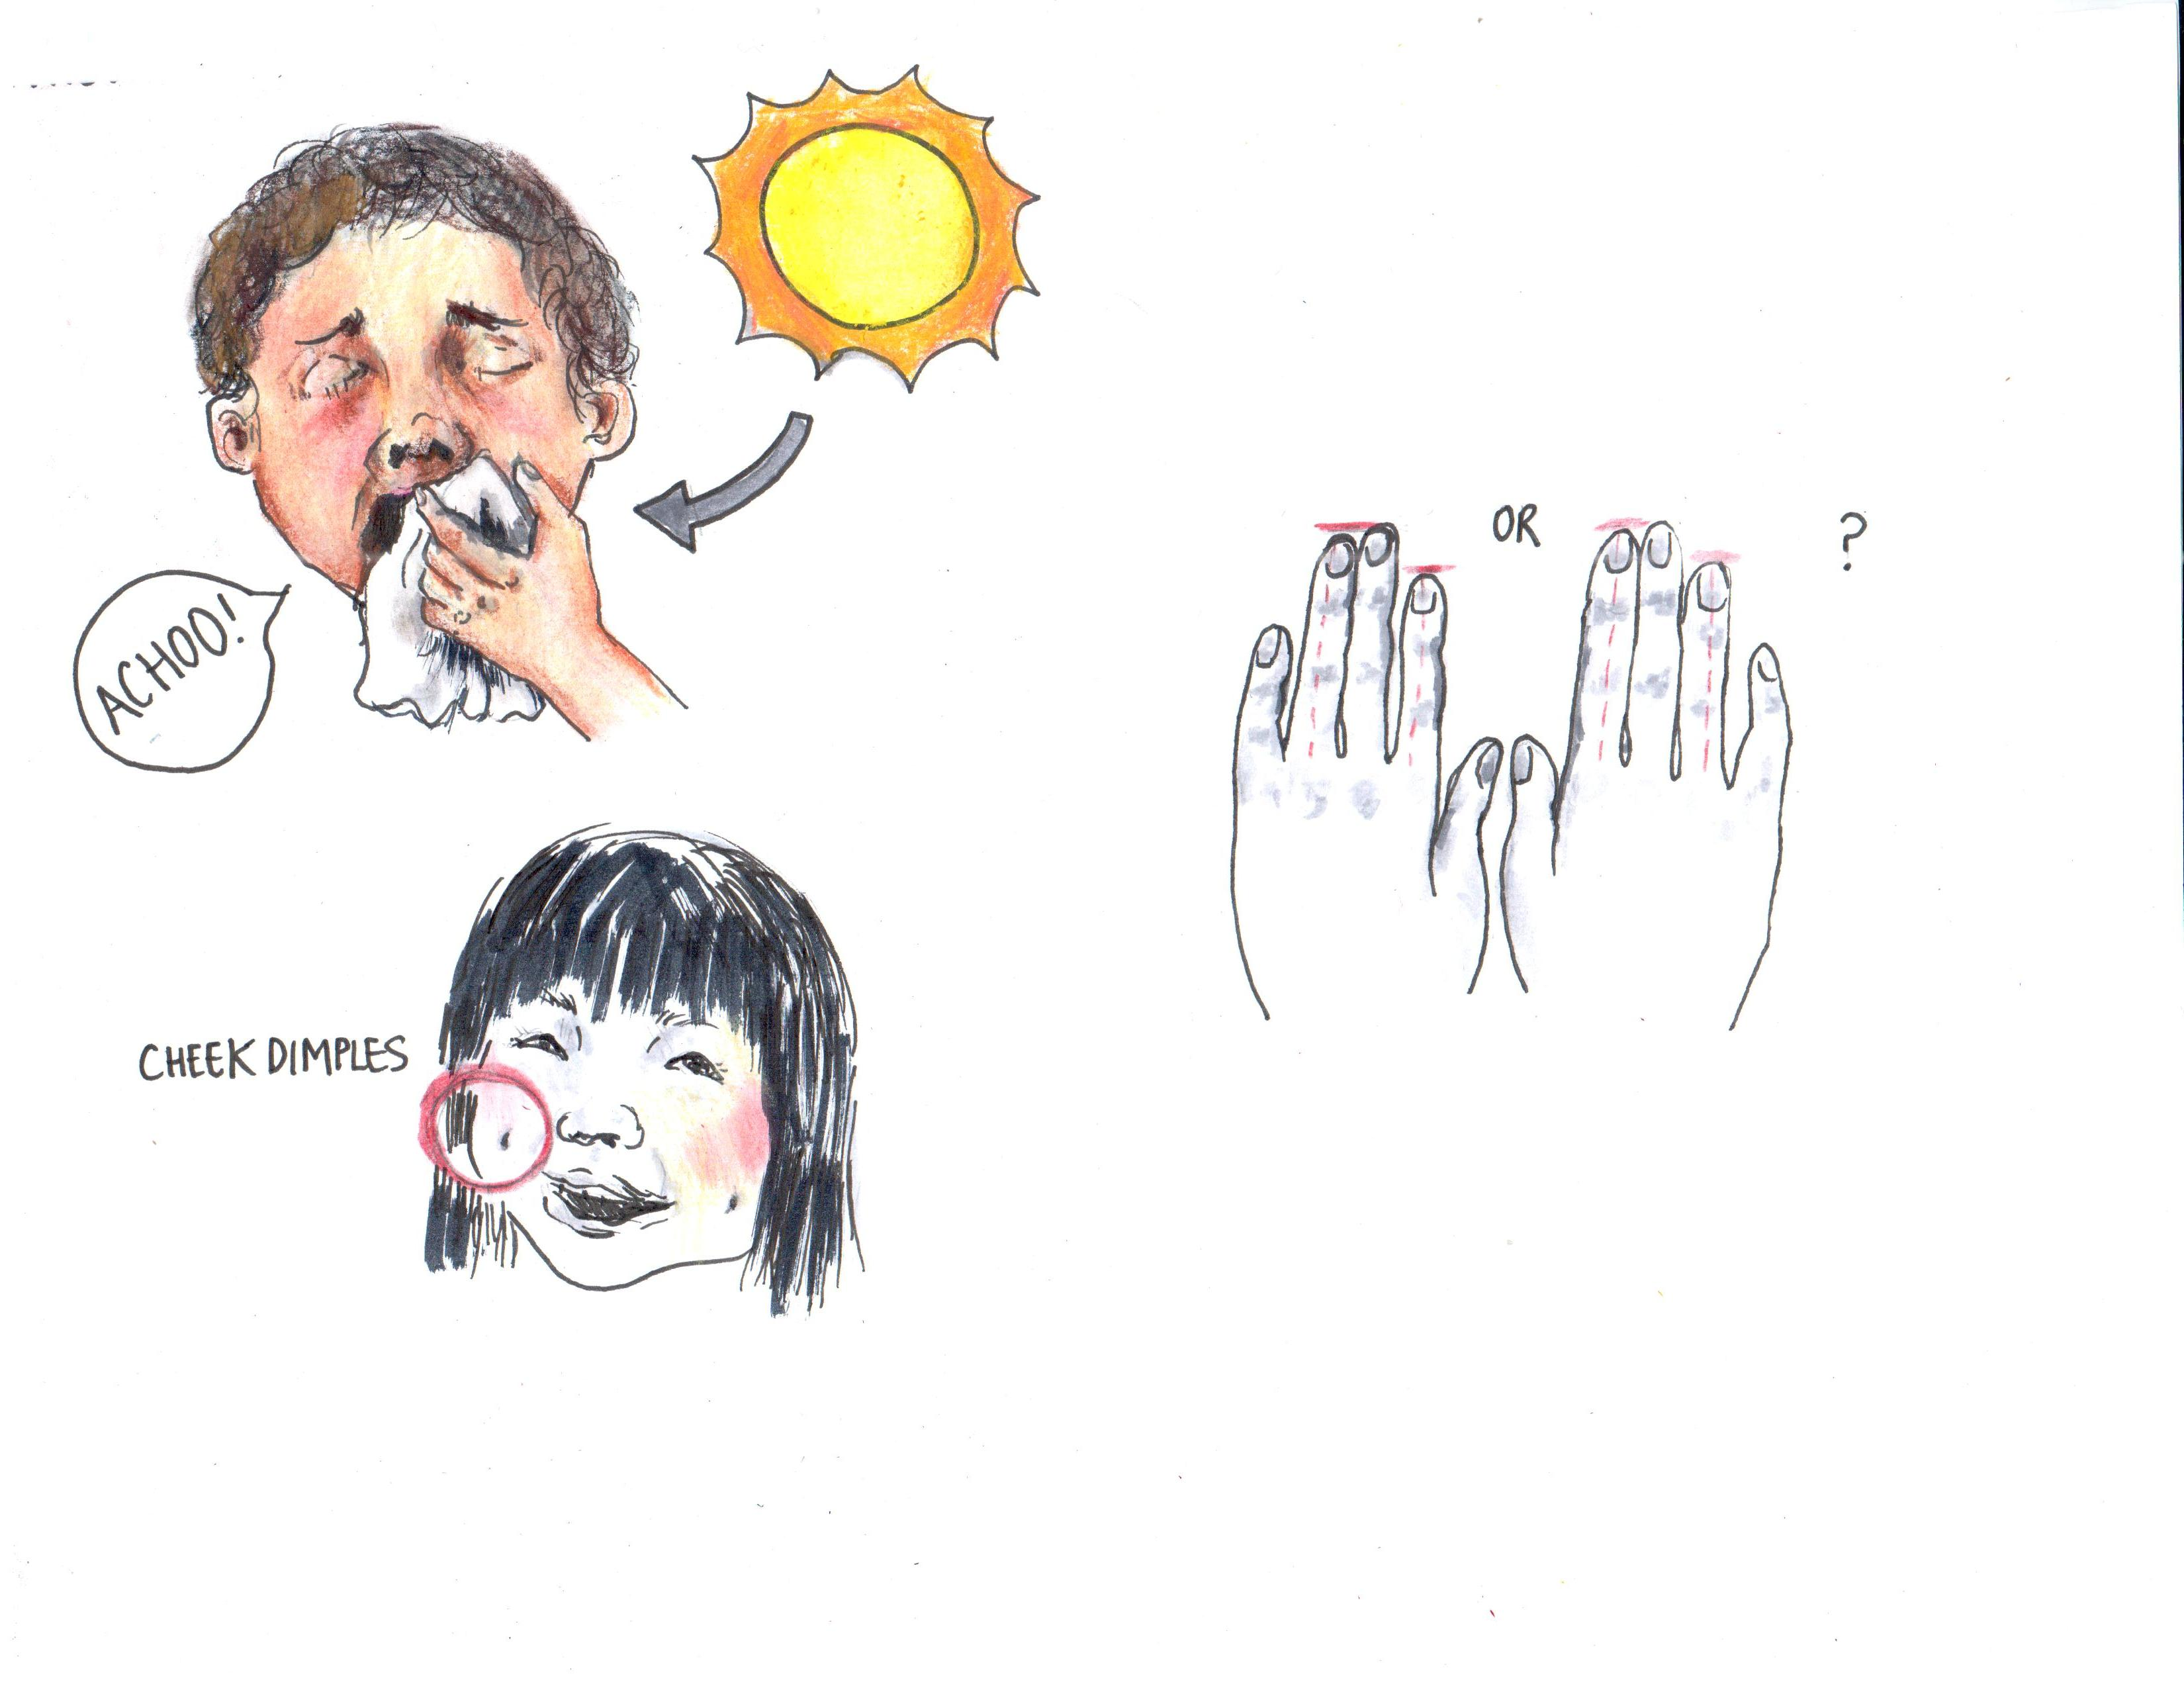 ACHOO!
OR
?
CHEEK DIMPLES